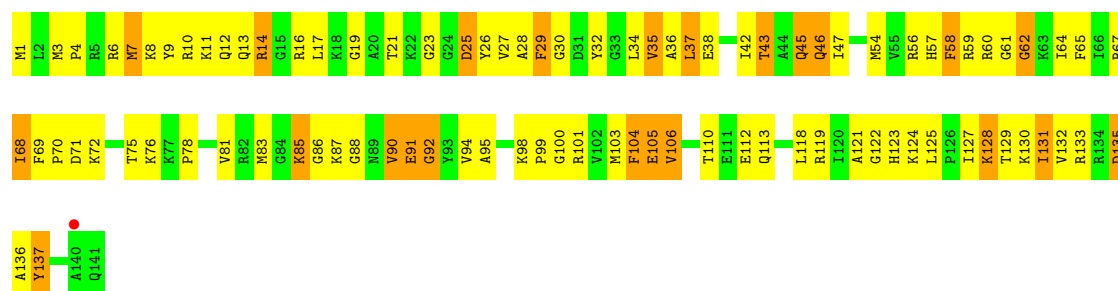 M1 L2 M3 P4 R5 R6 M7 K8 Y9 R10 K11 Q12 Q13 R14 G15 R16 L17 K18 G19 A20 T21 K22 G23 G24 D25 Y26 V27 A28 F29 G30 D31 Y32 G33 L34 V35 A36 L37 E38 I42 T43 A44 Q45 Q46 I47 M54 V55 R56 H57 F58 R59 R60 G61 G62 K63 I64 F65 I66 R67
I68 F69 P70 D71 K72 T75 K76 K77 P78 V81 R82 M83 G84 K85 G86 K87 G88 N89 V90 E91 G92 Y93 V94 A95 K98 P99 G100 R101 V102 M103 F104 E105 V106 T110 E111 E112 Q113 L118 R119 I120 A121 G122 H123 K124 L125 P126 I127 K128 T129 K130 I131 V132 R133 R134 D135
A136 Y137 A140 Q141